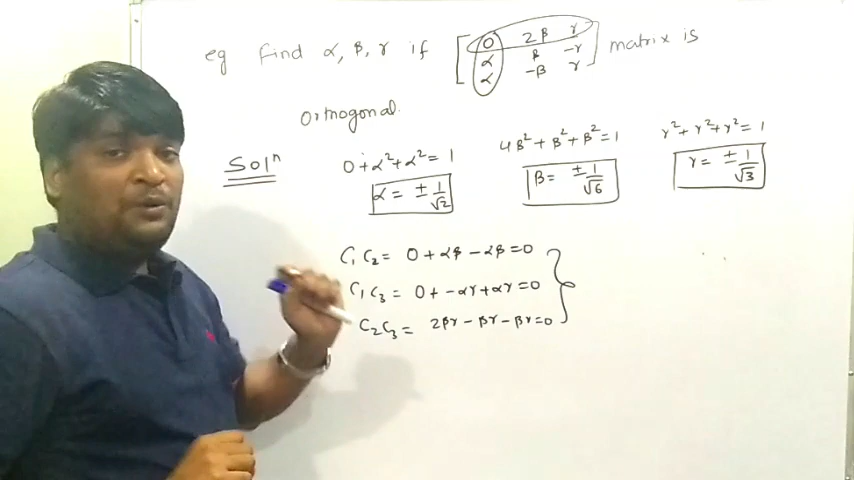 eg find α, β, γ if [0 2β γ matrix is
α β -γ
α -β γ]
Orthogonal.
Solⁿ
0+α²+α²=1 4β²+β²+β²=1 γ²+γ²+γ²=1
α = ± 1/√2 β = ± 1/√6 γ = ± 1/√3
C₁C₂ = 0+αβ-αβ=0
C₁C₃ = 0+-αγ+αγ=0
C₂C₃ = 2βγ-βγ-βγ=0